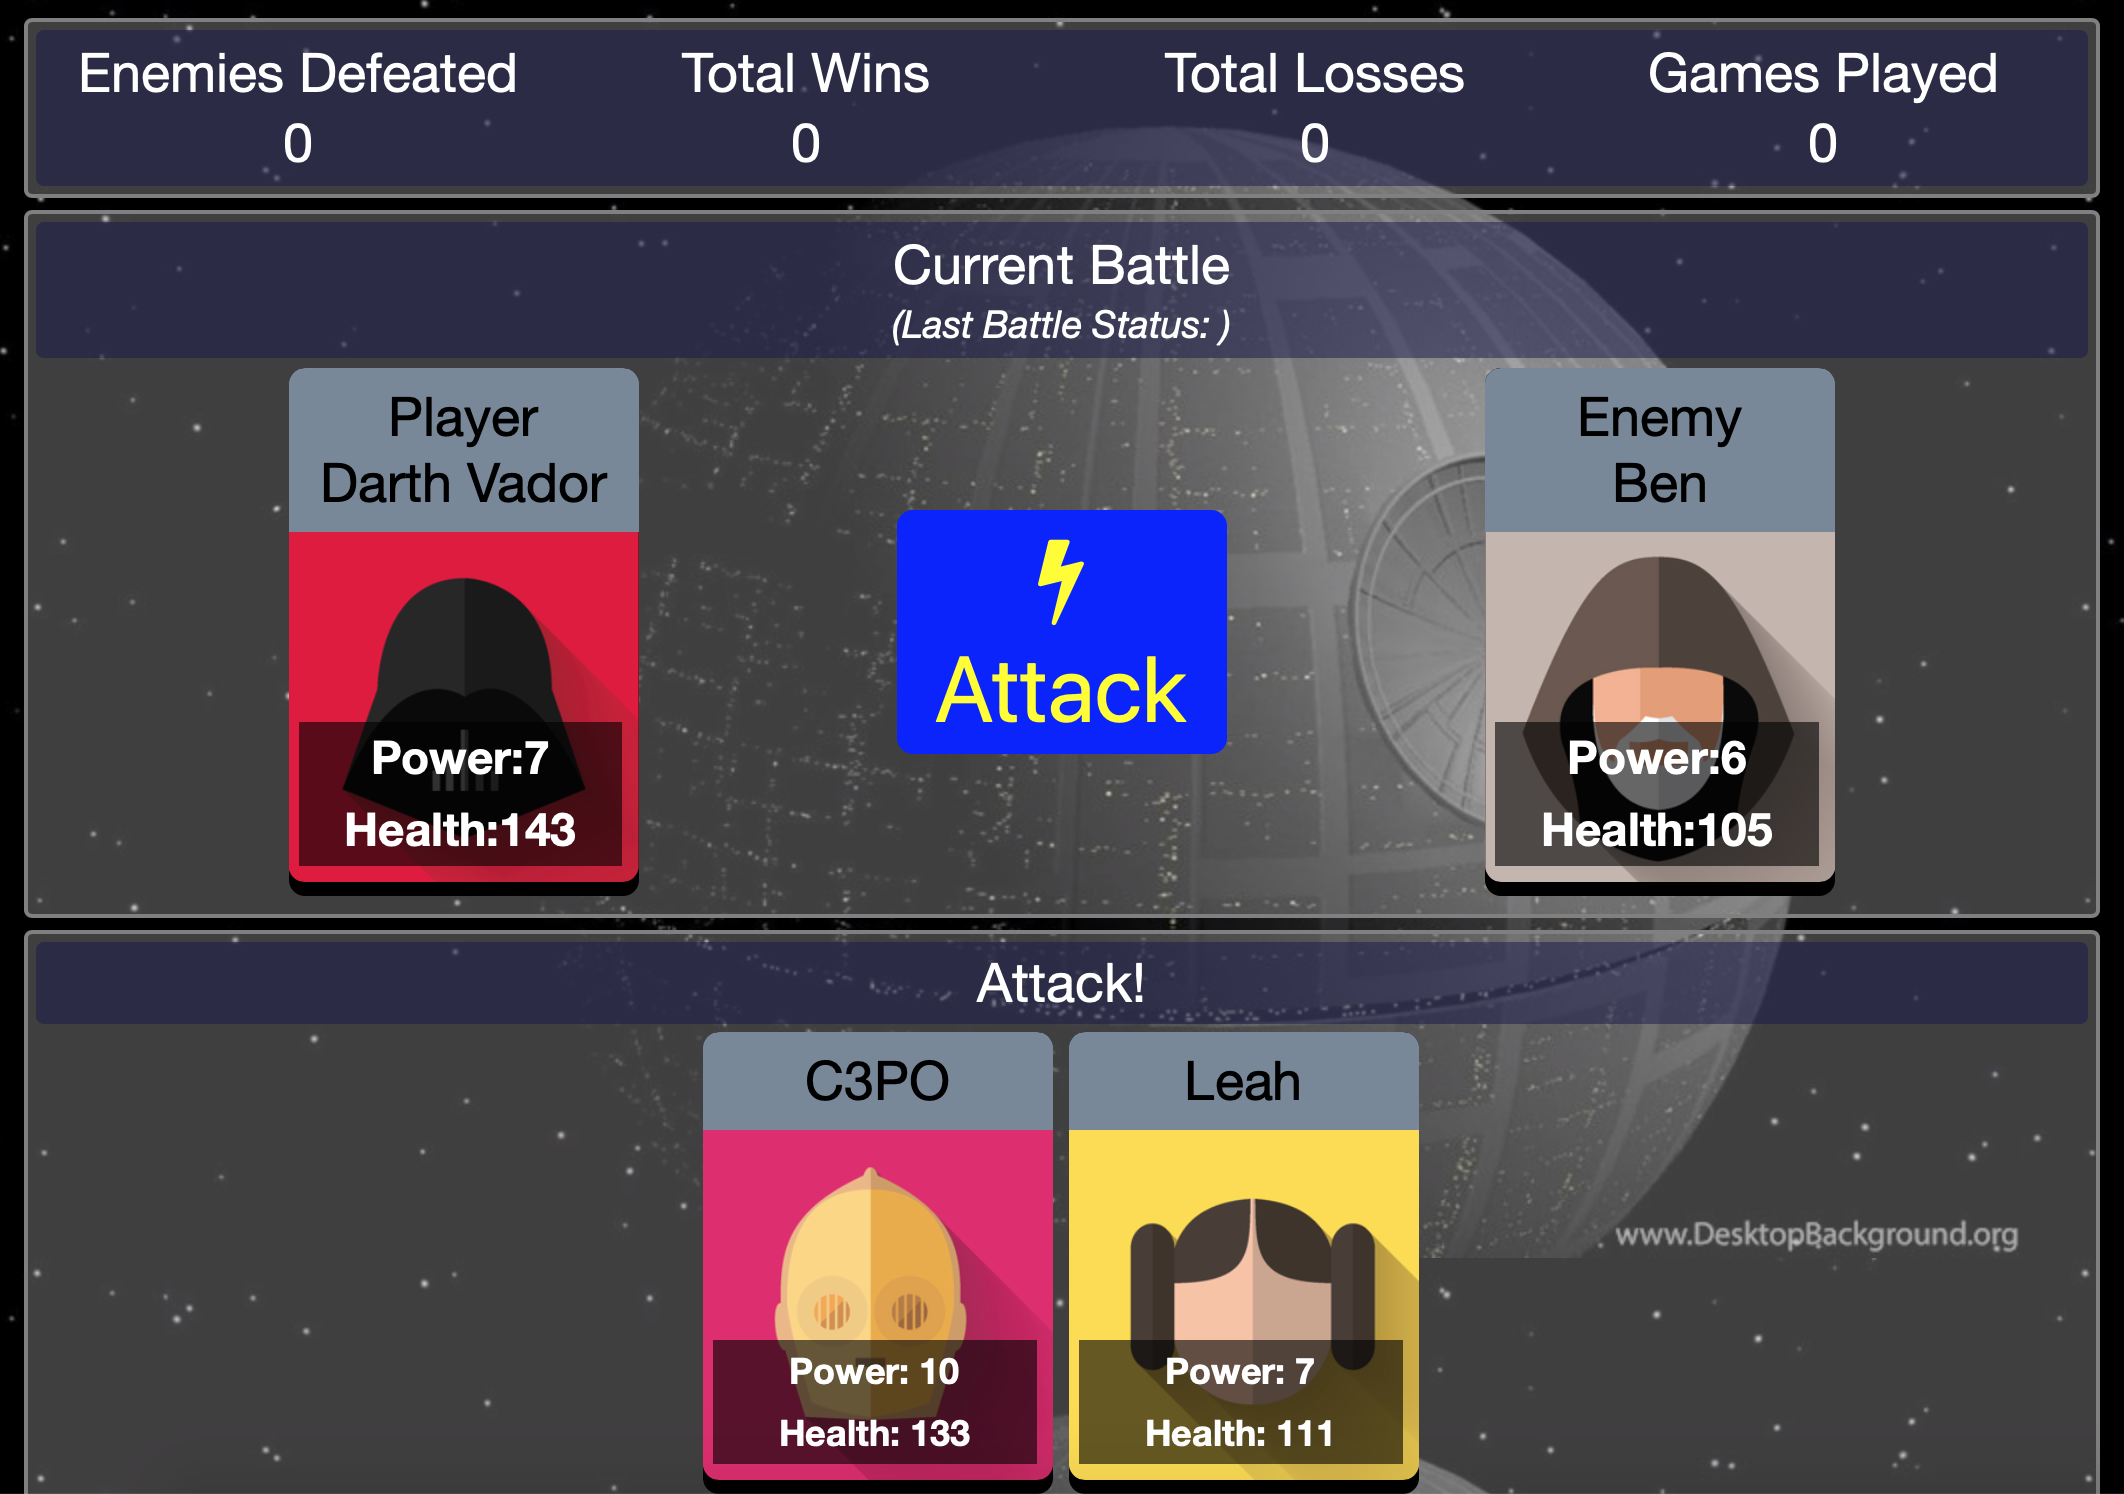 Enemies Defeated
0
Total Wins
0
Total Losses
0
Games Played
0
Current Battle
(Last Battle Status: )
Player
Darth Vador
Power:7
Health:143
Attack
Enemy
Ben
Power:6
Health:105
Attack!
C3PO
Power: 10
Health: 133
Leah
Power: 7
Health: 111
www.DesktopBackground.org